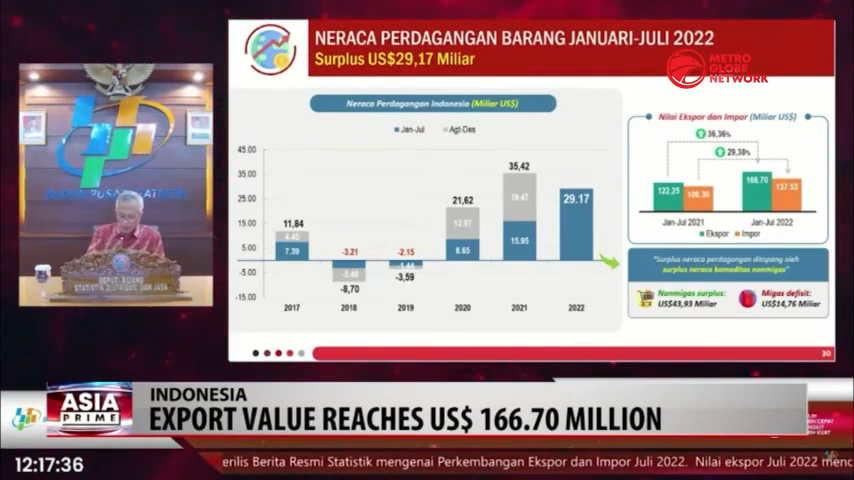 NERACA PERDAGANGAN BARANG JANUARI-JULI 2022
Surplus US$29,17 Miliar
METRO
GLOBE
NETWORK
Neraca Perdagangan Indonesia (Miliar US$)
Jan-Jul
Agt-Des
45.00
35.00
25.00
15.00
5.00
-5.00
-15.00
11,84
4.45
7.39
-3.21
-8,70
-2.15
-3,59
21,62
12.97
8.65
35,42
19.47
15.95
29.17
2017
2018
2019
2020
2021
2022
Nilai Ekspor dan Impor (Miliar US$)
36,36%
29,38%
122.25
106.30
166.70
137.53
Jan-Jul 2021
Jan-Jul 2022
Ekspor
Impor
"Surplus neraca perdagangan ditopang oleh
surplus neraca komoditas nonmigas"
Nonmigas surplus:
US$43,93 Miliar
Migas defisit:
US$14,76 Miliar
30
DEPUTI BIDANG
STATISTIK DISTRIBUSI DAN JASA
ASIA
PRIME
INDONESIA
EXPORT VALUE REACHES US$ 166.70 MILLION
12:17:36
erilis Berita Resmi Statistik mengenai Perkembangan Ekspor dan Impor Juli 2022. Nilai ekspor Juli 2022 menc